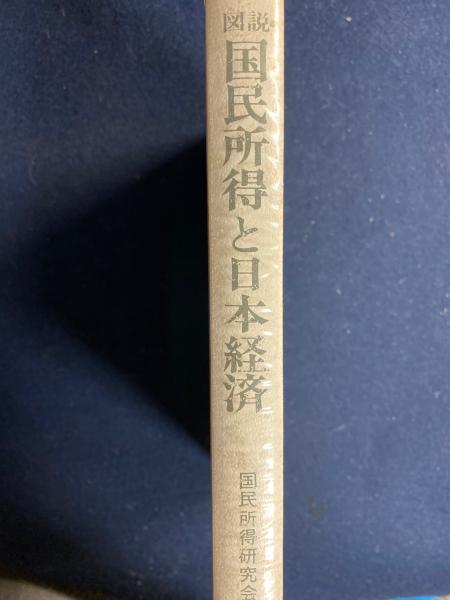 図説
国民所得と日本経済
国民所得研究会